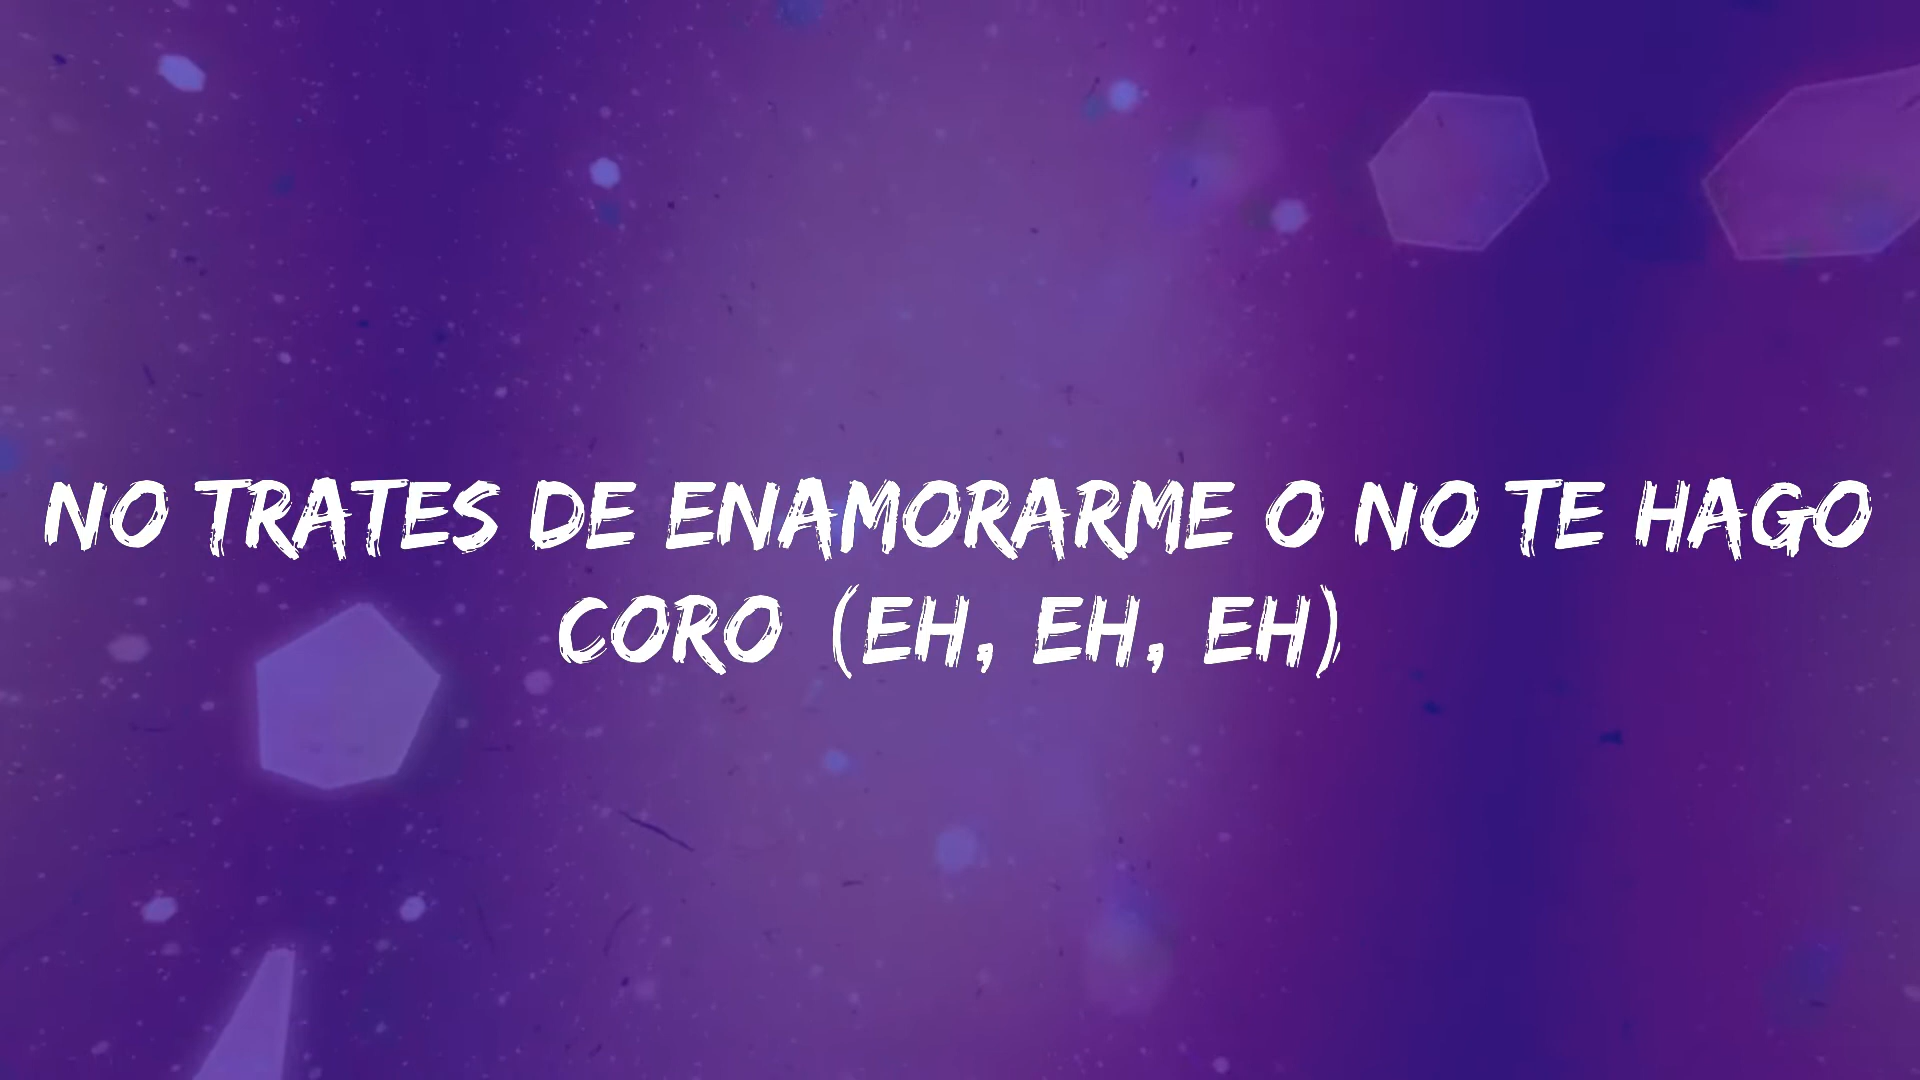 NO TRATES DE ENAMORARME O NO TE HAGO
CORO (EH, EH, EH)